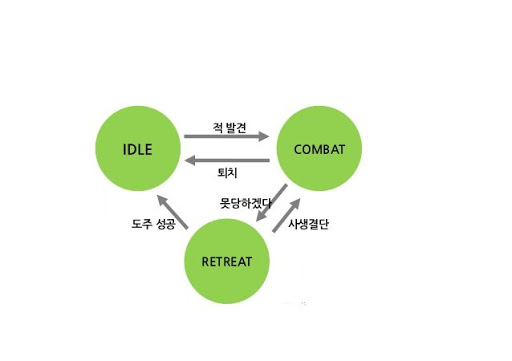 적 발견
IDLE
COMBAT
퇴치
못당하겠다
도주 성공
사생결단
RETREAT